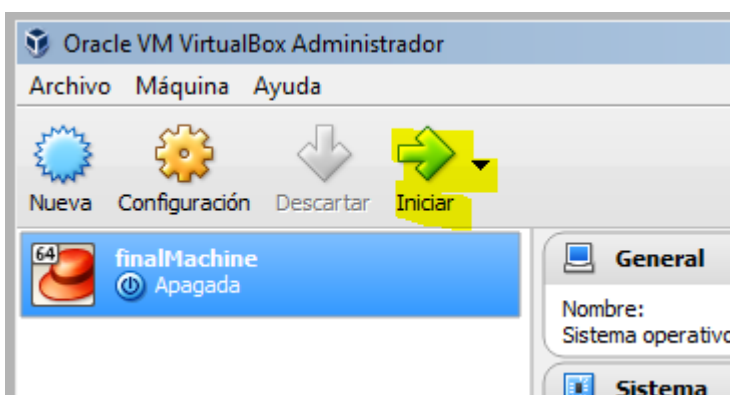 Oracle VM VirtualBox Administrador
Archivo Máquina Ayuda
Nueva Configuración Descartar Iniciar
64
finalMachine
Apagada
General
Nombre:
Sistema operativo
Sistema